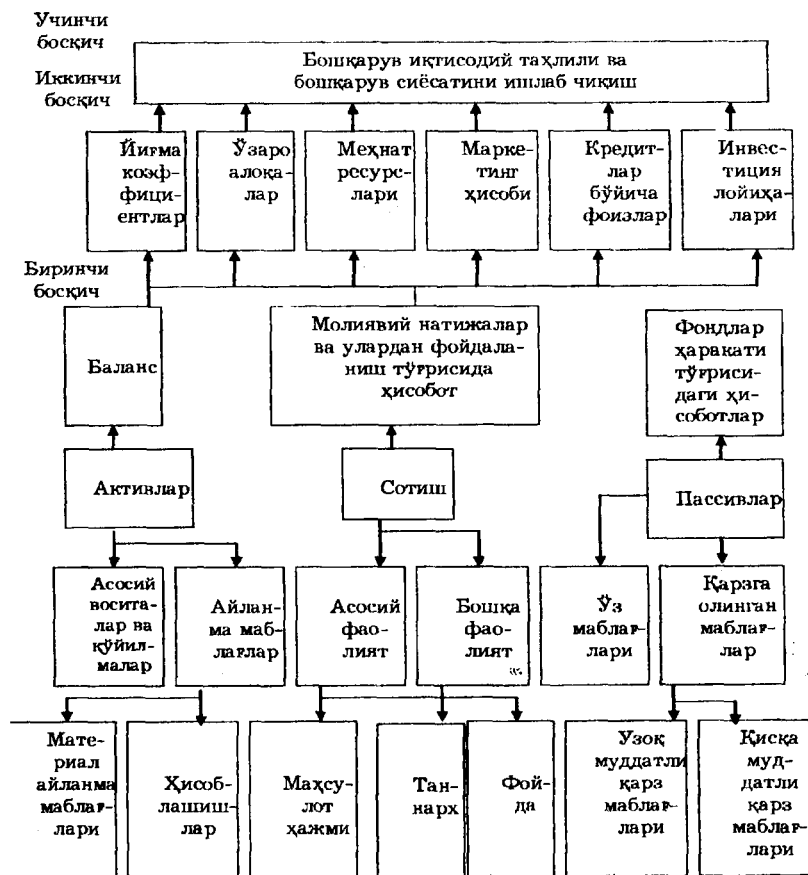 Учинчи
босқич
Бошқарув иқтисодий таҳлили ва
бошқарув сиёсатини ишлаб чиқиш
Иккинчи
босқич
Йиғма
коэф-
фици-
ентлар
Ўзаро
алоқа-
лар
Меҳнат
ресурс-
лари
Марке-
тинг
ҳисоби
Кредит-
лар
бўйича
фоизлар
Инвес-
тиция
лойиҳа-
лари
Биринчи
босқич
Баланс
Молиявий натижалар
ва улардан фойдала-
ниш тўғрисида
ҳисобот
Фондлар
ҳаракати
тўғриси-
даги ҳи-
соботлар
Активлар
Сотиш
Пассивлар
Асосий
восита-
лар ва
қўйил-
малар
Айлан-
ма маб-
лағлар
Асосий
фао-
лият
Бошқа
фао-
лият
Ўз
маблағ-
лари
Қарзга
олинган
маблағ-
лар
Мате-
риал
айланма
маблағ-
лари
Ҳисоб-
лашиш-
лар
Маҳсу-
лот
ҳажми
Тан-
нарх
Фой-
да
Узоқ
муддатли
қарз
маблағ-
лари
Қисқа
муд-
датли
қарз
маблағ-
лари